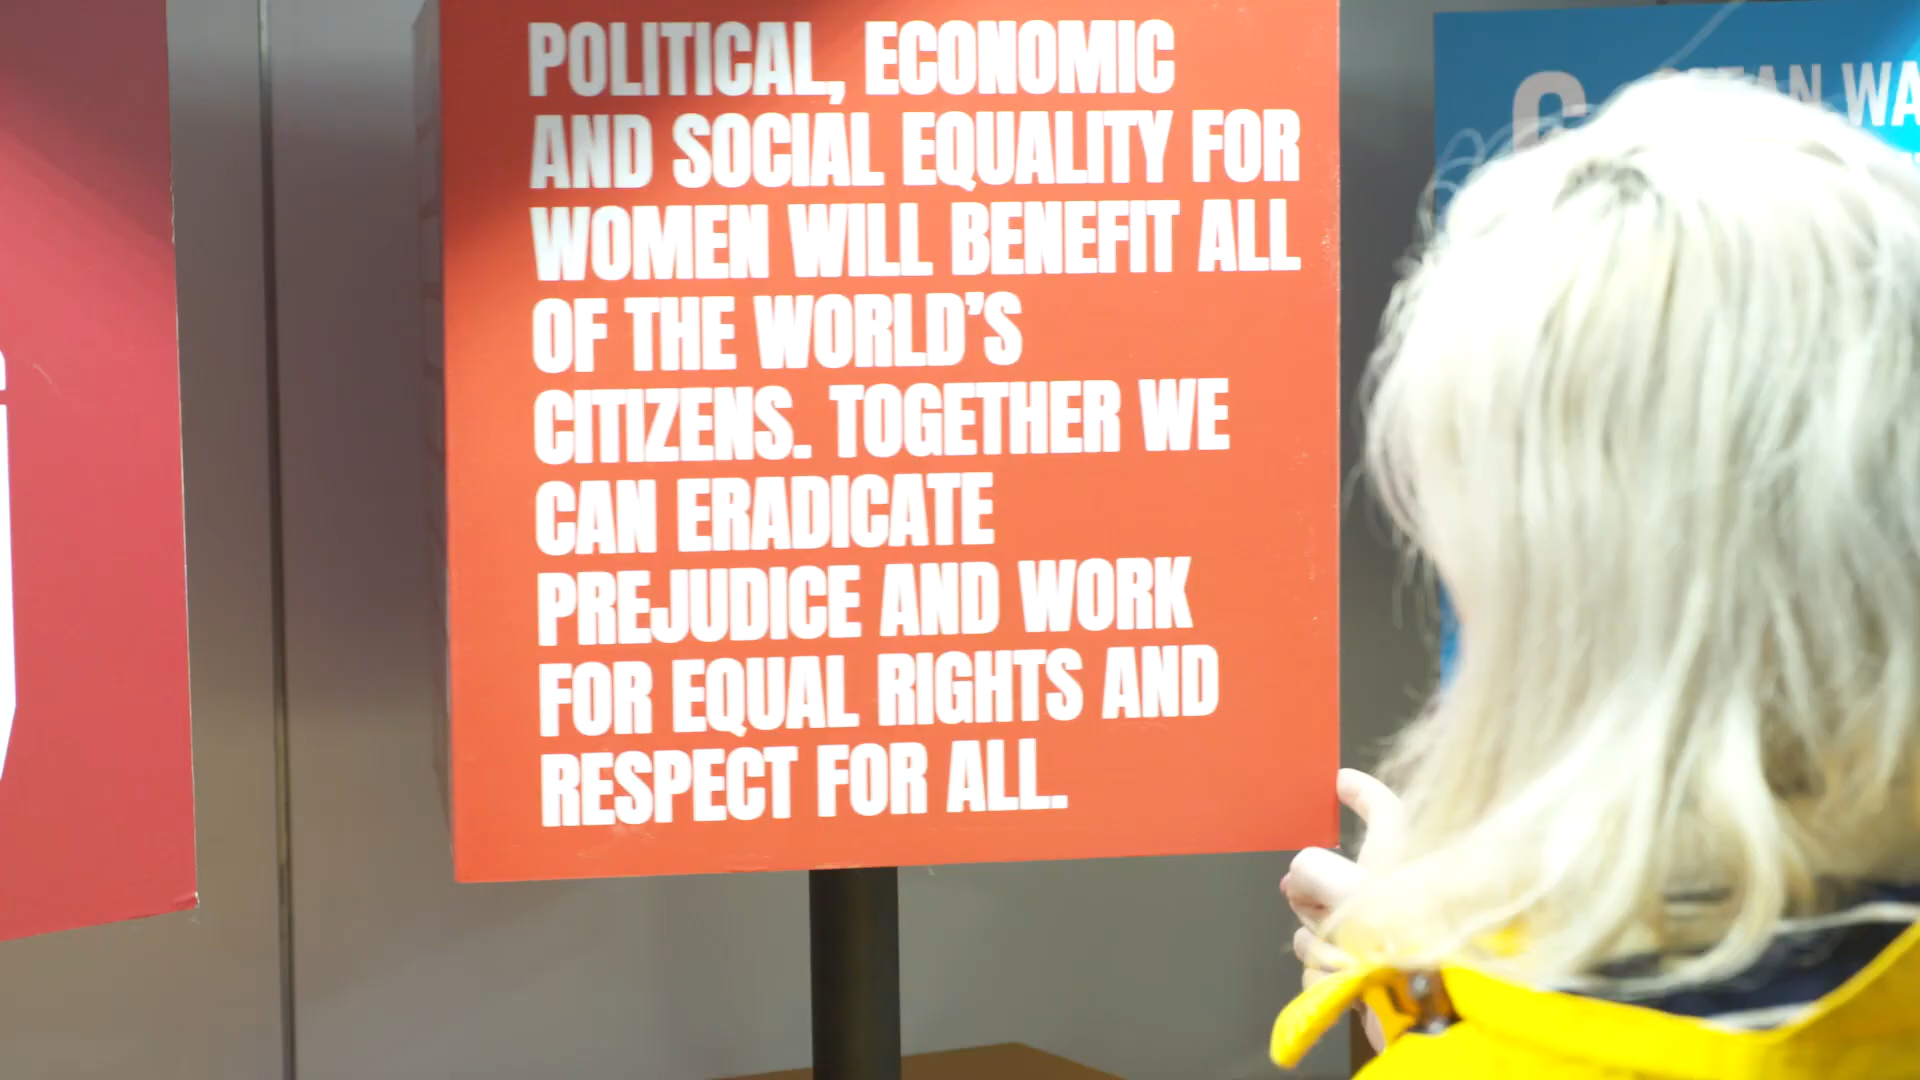 POLITICAL, ECONOMIC
AND SOCIAL EQUALITY FOR
WOMEN WILL BENEFIT ALL
OF THE WORLD'S
CITIZENS. TOGETHER WE
CAN ERADICATE
PREJUDICE AND WORK
FOR EQUAL RIGHTS AND
RESPECT FOR ALL.